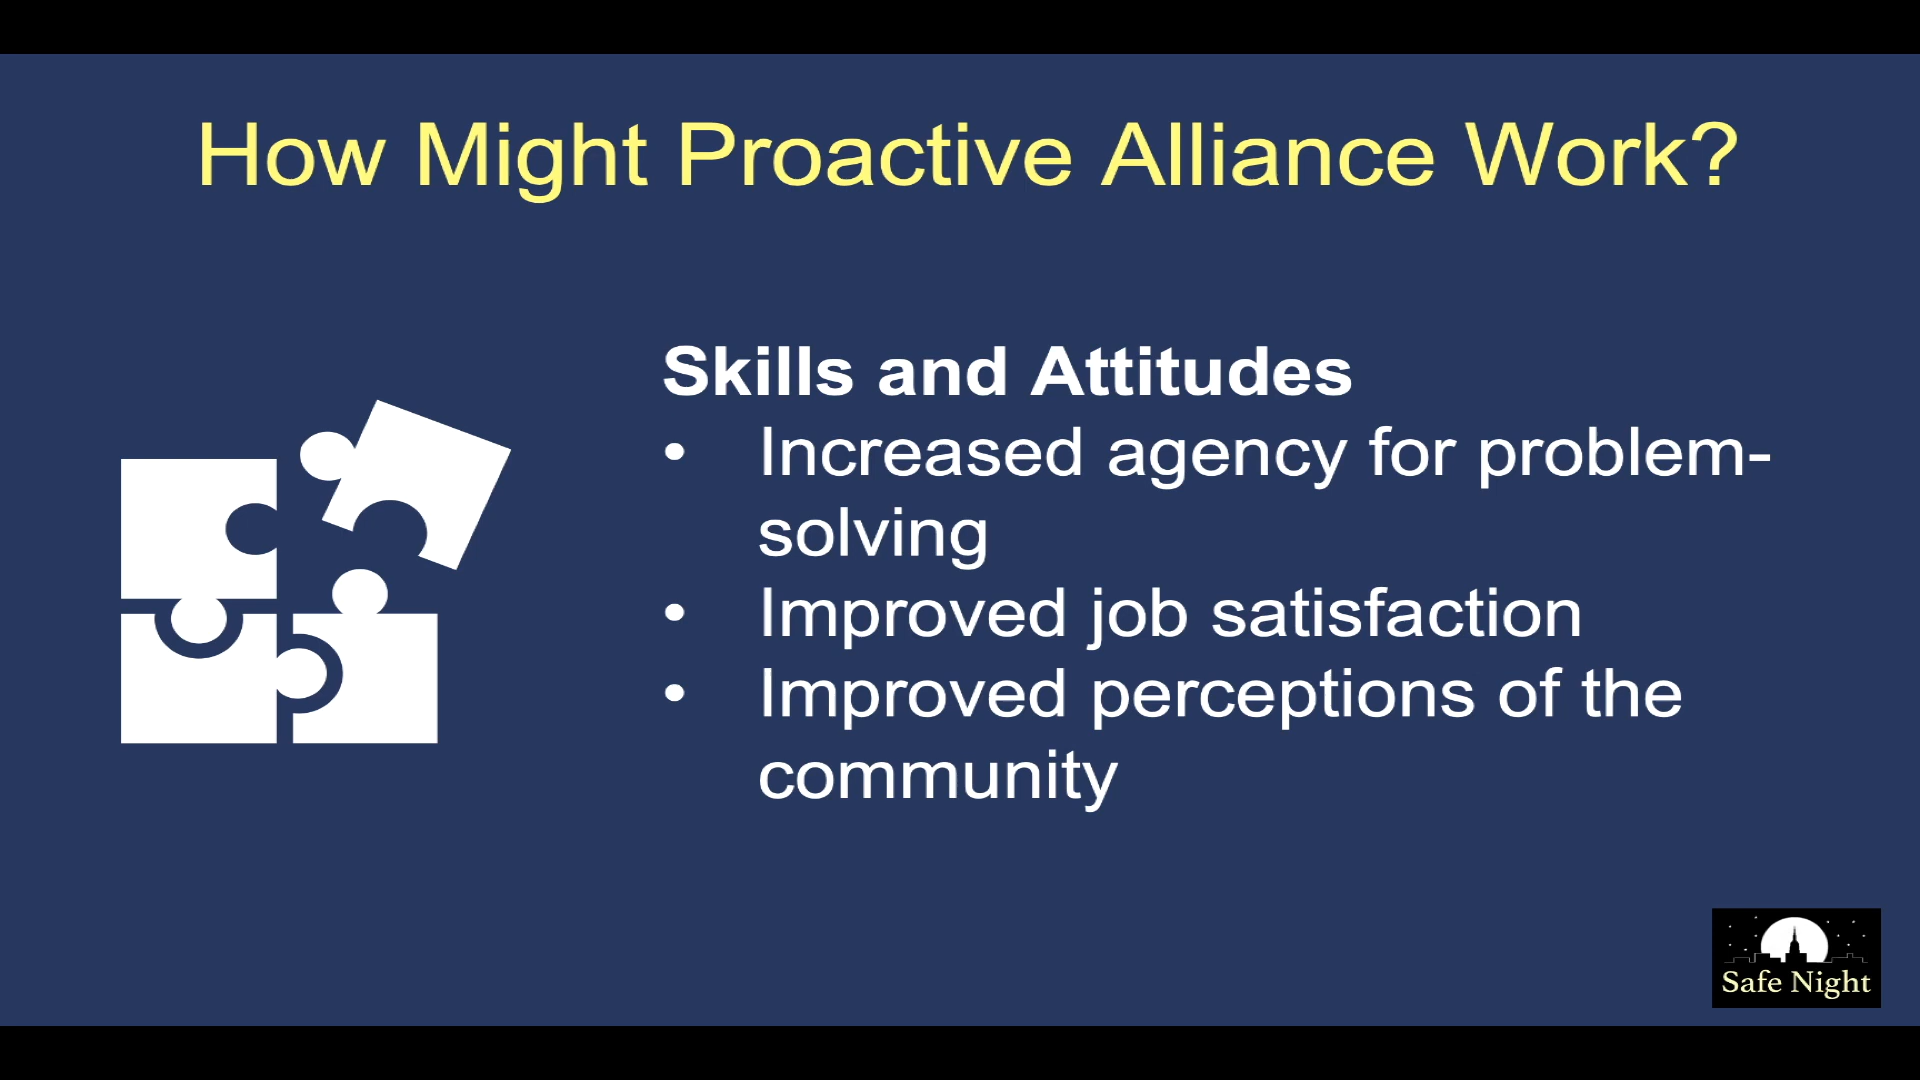 How Might Proactive Alliance Work?
Skills and Attitudes
• Increased agency for problem-
solving
• Improved job satisfaction
• Improved perceptions of the
community
Safe Night